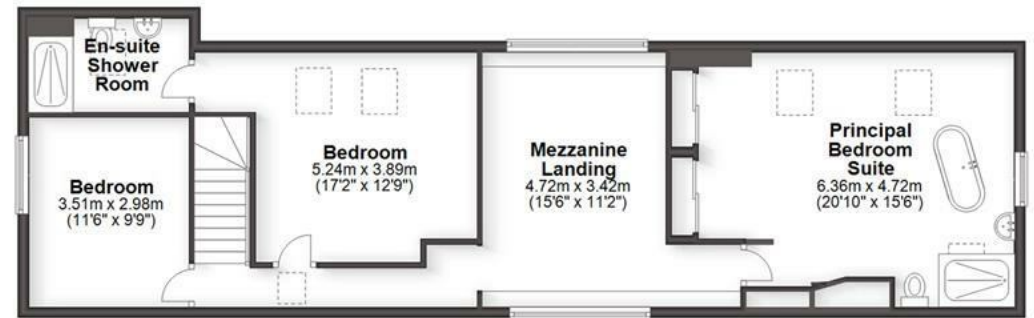 En-suite
Shower
Room
Bedroom
3.51m x 2.98m
(11'6" x 9'9")
Bedroom
5.24m x 3.89m
(17'2" x 12'9")
Mezzanine
Landing
4.72m x 3.42m
(15'6" x 11'2")
Principal
Bedroom
Suite
6.36m x 4.72m
(20'10" x 15'6")